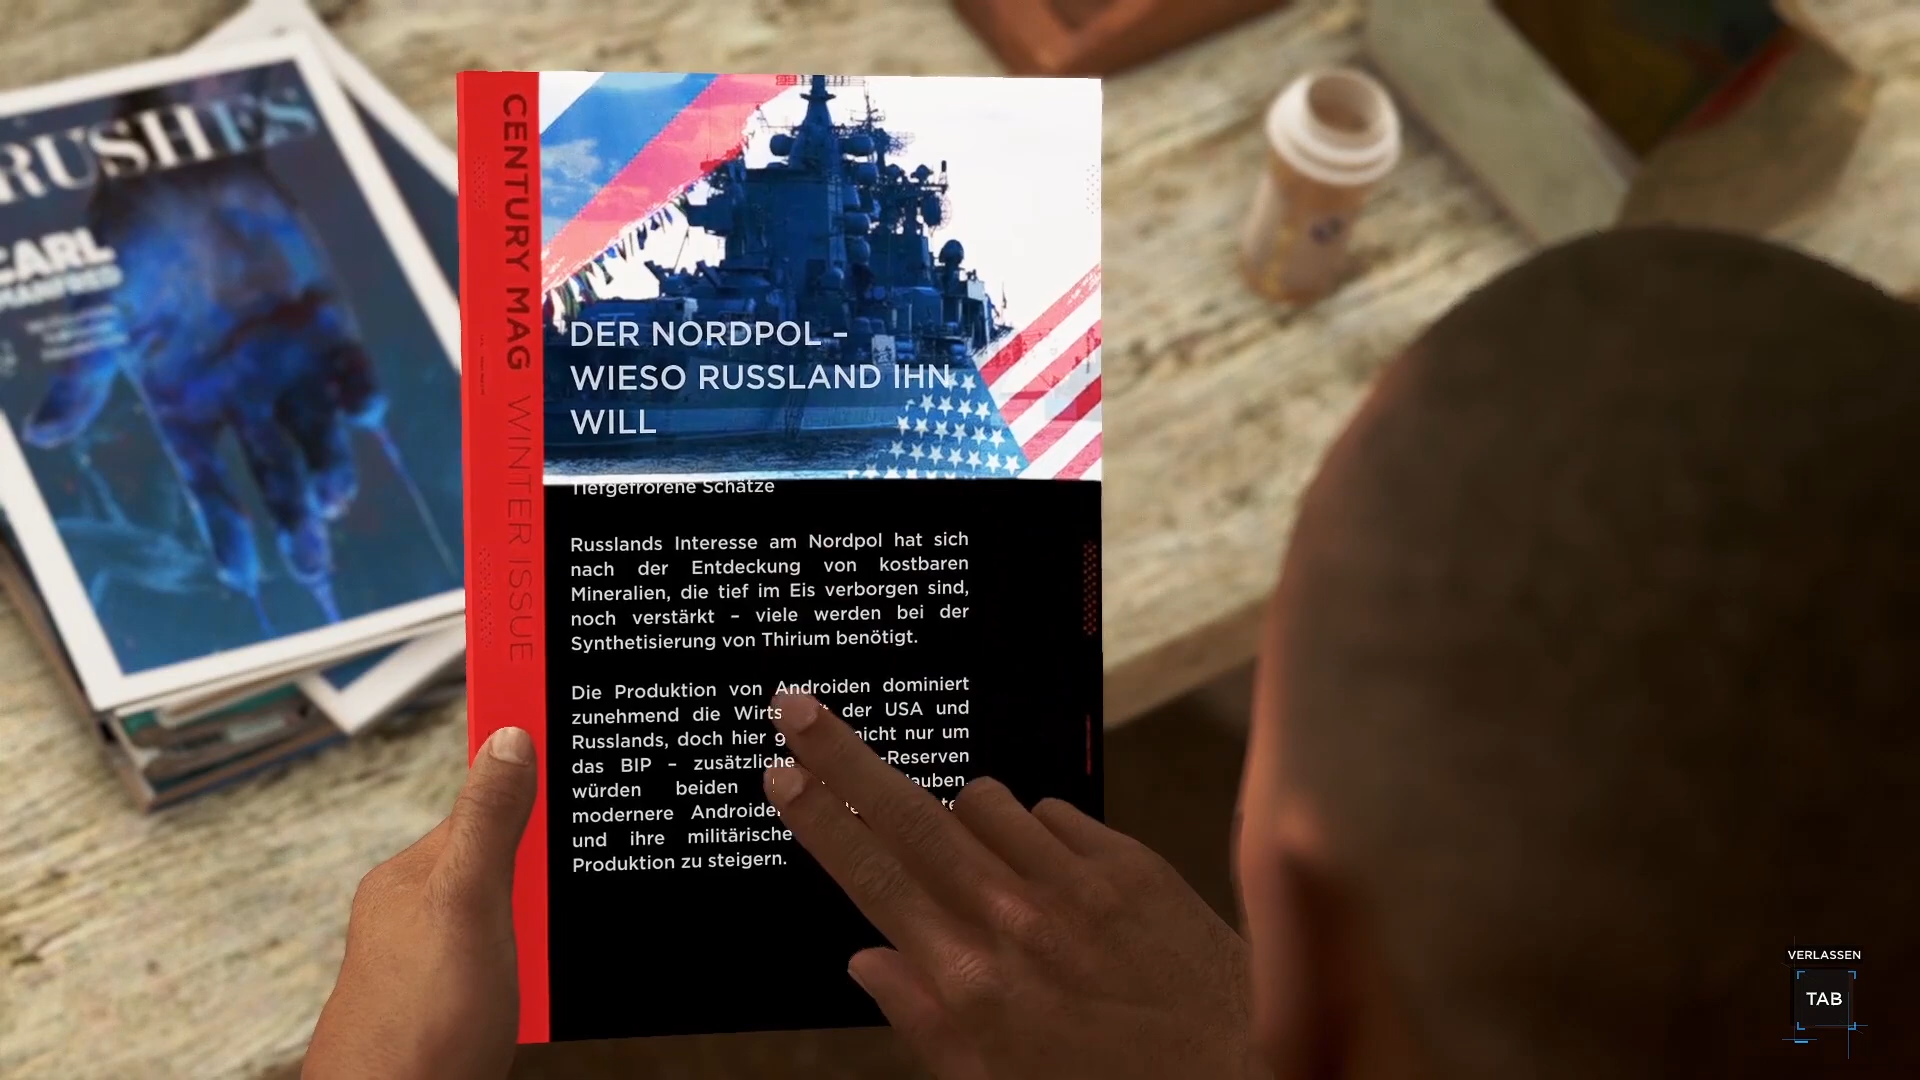 RUSHES
CARL
MANFRED
CENTURY MAG WINTER ISSUE
DER NORDPOL –
WIESO RUSSLAND IHN
WILL
Tiefgefrorene Schätze
Russlands Interesse am Nordpol hat sich
nach der Entdeckung von kostbaren
Mineralien, die tief im Eis verborgen sind,
noch verstärkt – viele werden bei der
Synthetisierung von Thirium benötigt.
Die Produktion von Androiden dominiert
zunehmend die der USA und
Russlands, doch hier nicht nur um
das BIP – zusätzliche -Reserven
würden beiden
modernere
und ihre militärische
Produktion zu steigern.
VERLASSEN
TAB